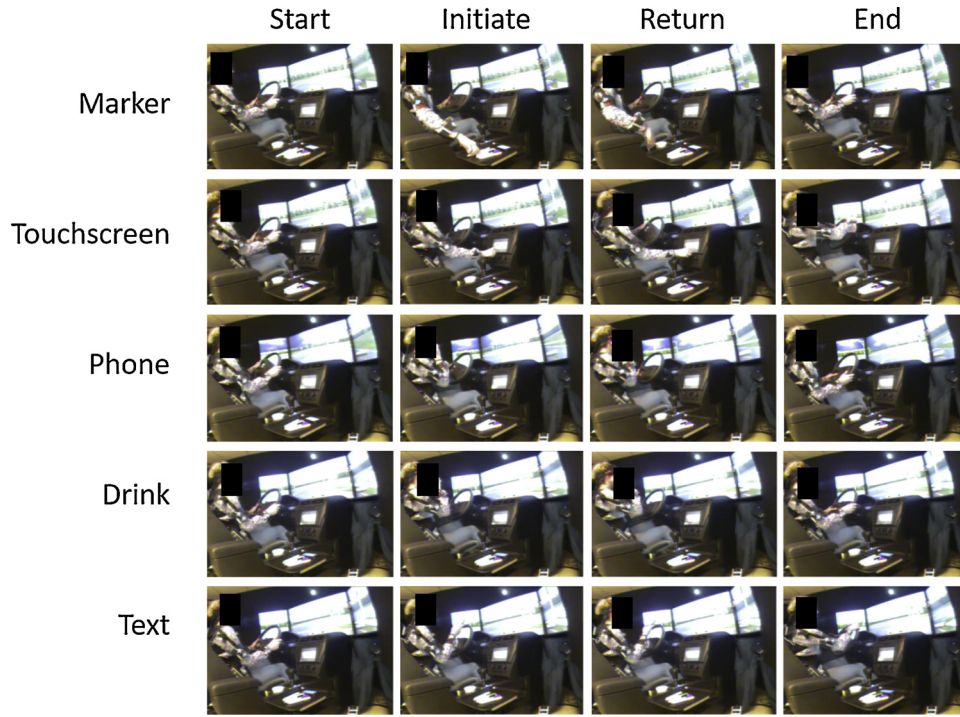 Start Initiate Return End
Marker
Touchscreen
Phone
Drink
Text